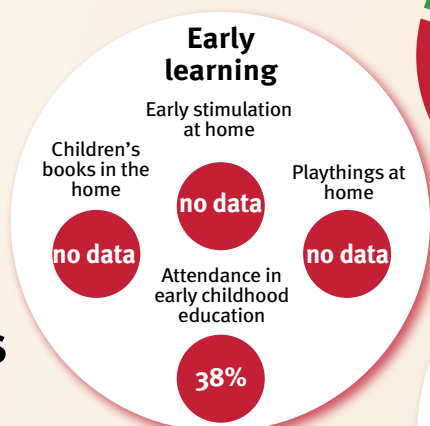 Early
learning
Early stimulation
at home
Children's
books in the
home
Playthings at
home
no data
no data
no data
Attendance in
early childhood
education
38%
s